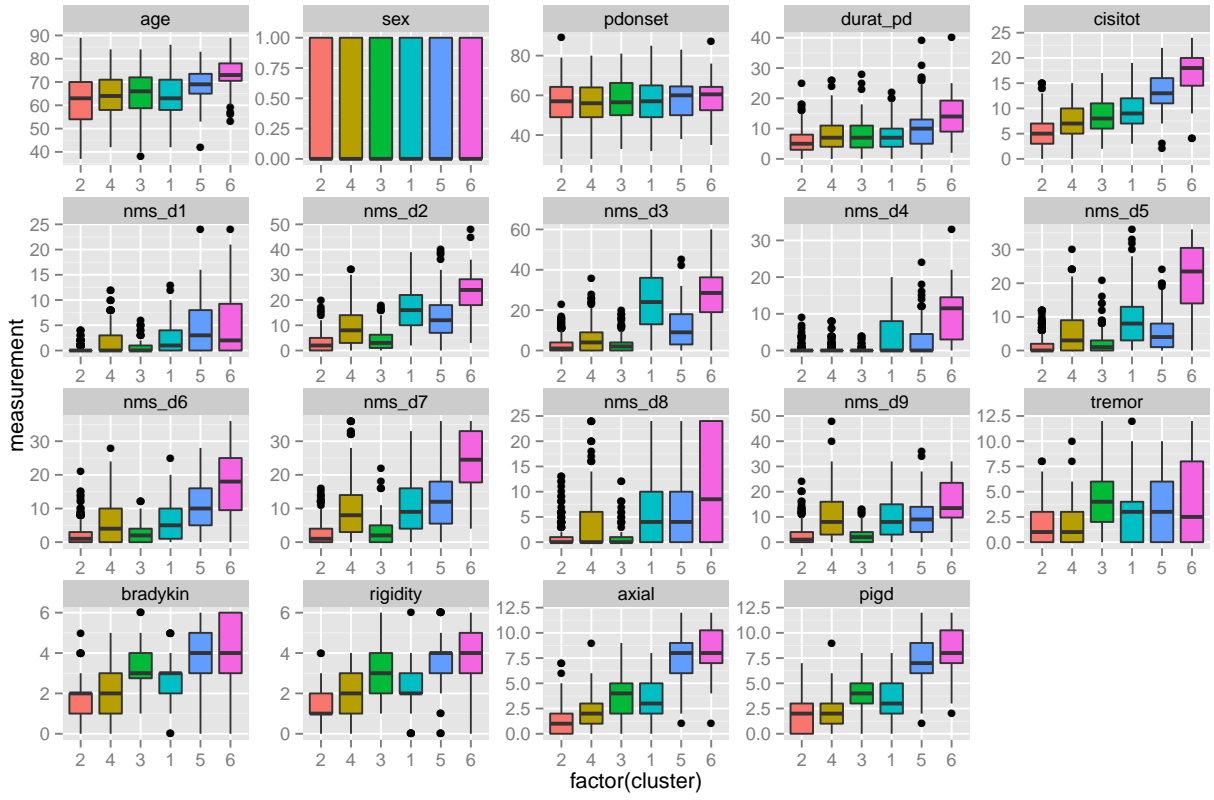 age sex pdonset durat_pd cisitot
90 80 70 60 50 40
1.00 0.75 0.50 0.25 0.00
80 60 40
40 30 20 10 0
25 20 15 10 5 0
2 4 3 1 5 6 2 4 3 1 5 6 2 4 3 1 5 6 2 4 3 1 5 6 2 4 3 1 5 6
nms_d1 nms_d2 nms_d3 nms_d4 nms_d5
25 20 15 10 5 0
50 40 30 20 10 0
60 40 20 0
30 20 10 0
30 20 10 0
2 4 3 1 5 6 2 4 3 1 5 6 2 4 3 1 5 6 2 4 3 1 5 6 2 4 3 1 5 6
measurement
nms_d6 nms_d7 nms_d8 nms_d9 tremor
30 20 10 0
30 20 10 0
25 20 15 10 5 0
50 40 30 20 10 0
12.5 10.0 7.5 5.0 2.5 0.0
2 4 3 1 5 6 2 4 3 1 5 6 2 4 3 1 5 6 2 4 3 1 5 6 2 4 3 1 5 6
bradykin rigidity axial pigd
6 4 2 0
6 4 2 0
12.5 10.0 7.5 5.0 2.5 0.0
12.5 10.0 7.5 5.0 2.5 0.0
2 4 3 1 5 6 2 4 3 1 5 6 2 4 3 1 5 6 2 4 3 1 5 6
factor(cluster)